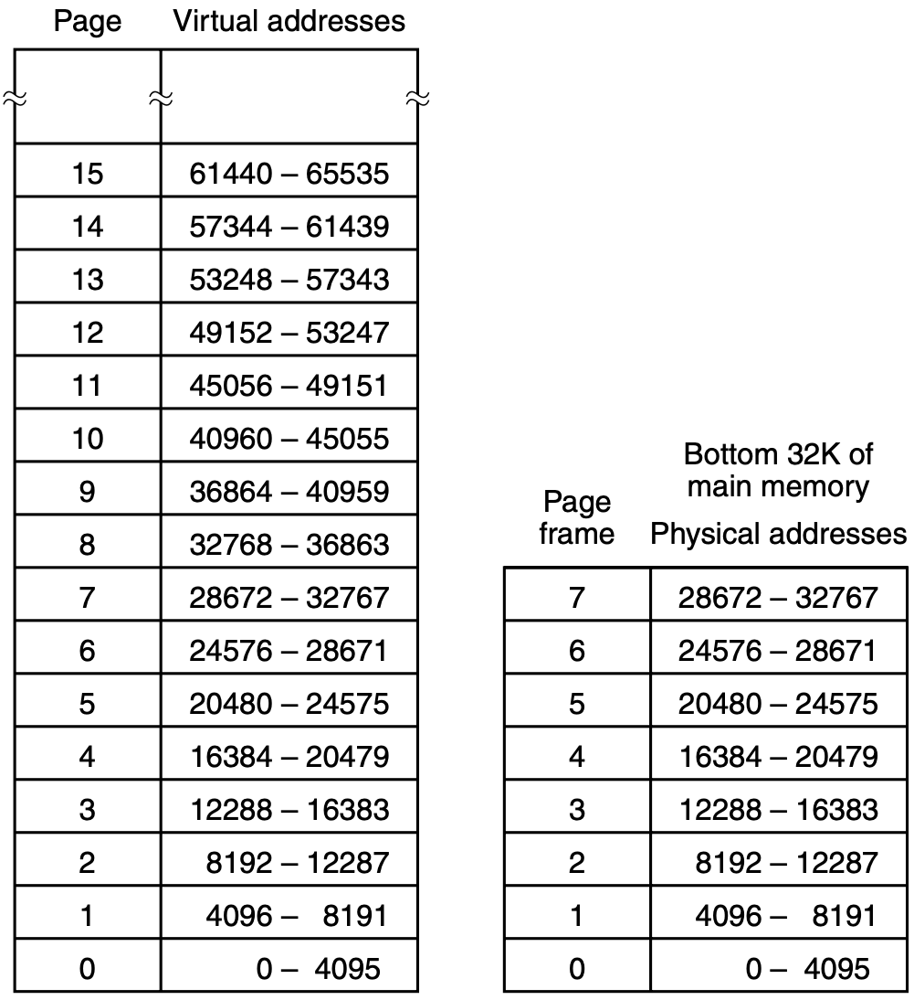 Page Virtual addresses
15 61440 – 65535
14 57344 – 61439
13 53248 – 57343
12 49152 – 53247
11 45056 – 49151
10 40960 – 45055
9 36864 – 40959
8 32768 – 36863
7 28672 – 32767
6 24576 – 28671
5 20480 – 24575
4 16384 – 20479
3 12288 – 16383
2 8192 – 12287
1 4096 – 8191
0 0 – 4095
Bottom 32K of
main memory
Page
frame
Physical addresses
7 28672 – 32767
6 24576 – 28671
5 20480 – 24575
4 16384 – 20479
3 12288 – 16383
2 8192 – 12287
1 4096 – 8191
0 0 – 4095